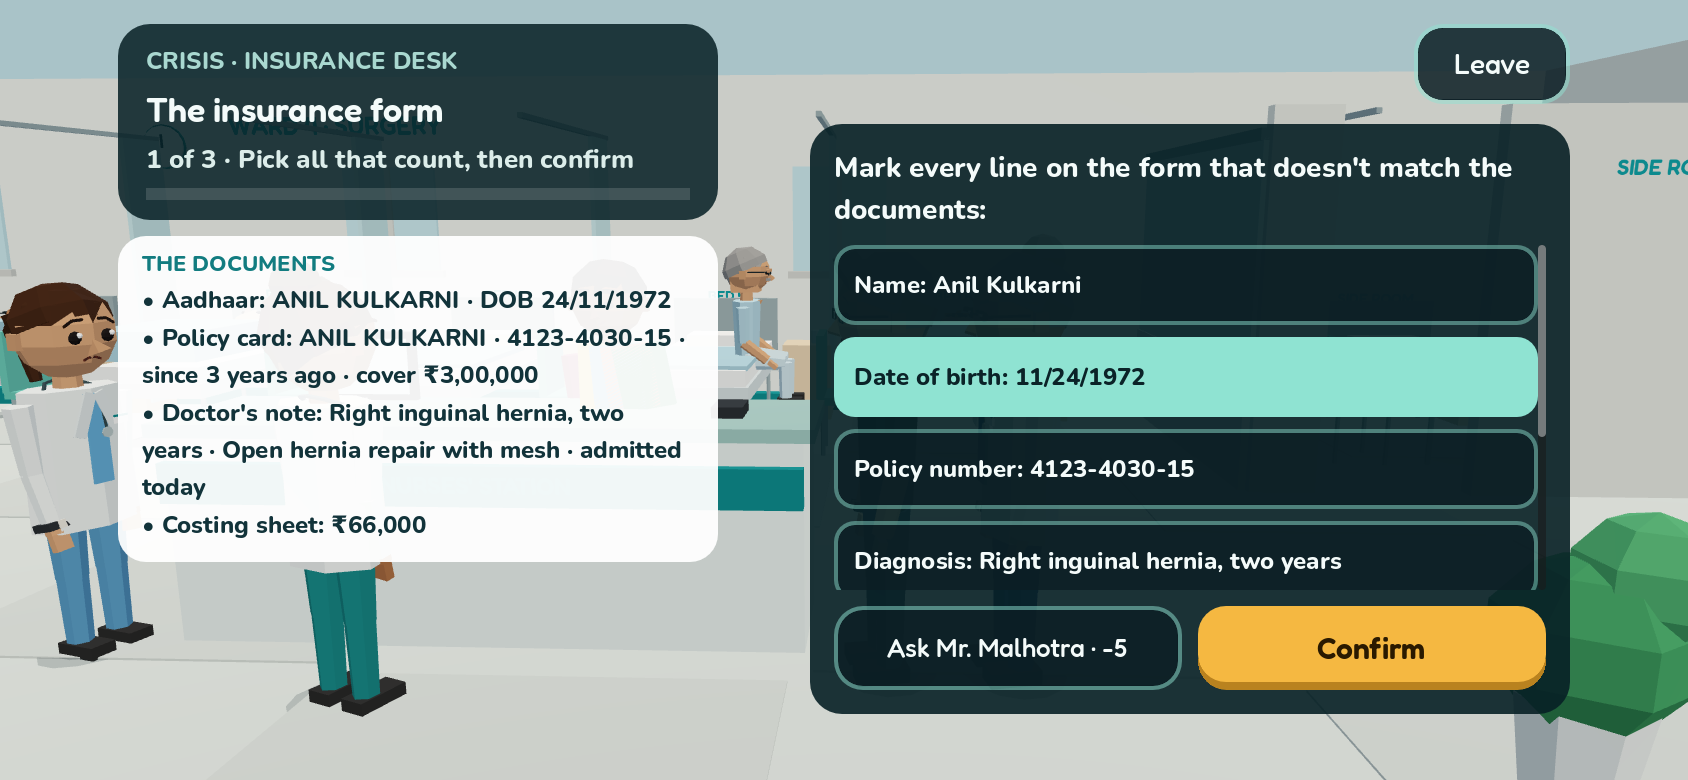 CRISIS · INSURANCE DESK
The insurance form
WARD · SURGERY
1 of 3 · Pick all that count, then confirm
THE DOCUMENTS
• Aadhaar: ANIL KULKARNI · DOB 24/11/1972
• Policy card: ANIL KULKARNI · 4123-4030-15 ·
since 3 years ago · cover ₹3,00,000
• Doctor's note: Right inguinal hernia, two
years · Open hernia repair with mesh · admitted
today
• Costing sheet: ₹66,000
Leave
Mark every line on the form that doesn't match the
documents:
Name: Anil Kulkarni
Date of birth: 11/24/1972
Policy number: 4123-4030-15
Diagnosis: Right inguinal hernia, two years
Ask Mr. Malhotra · -5
Confirm
SIDE